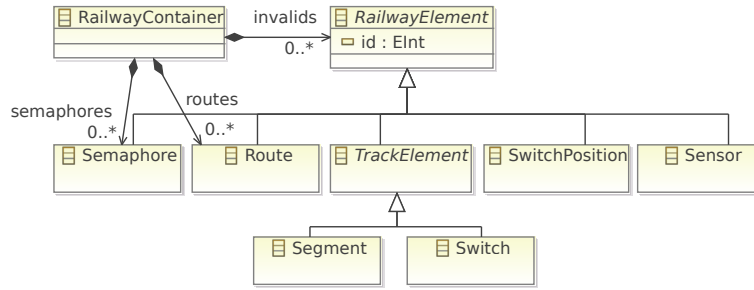 RailwayContainer
invalids
0..*
RailwayElement
id : EInt
semaphores
0..*
routes
0..*
Semaphore
Route
TrackElement
SwitchPosition
Sensor
Segment
Switch